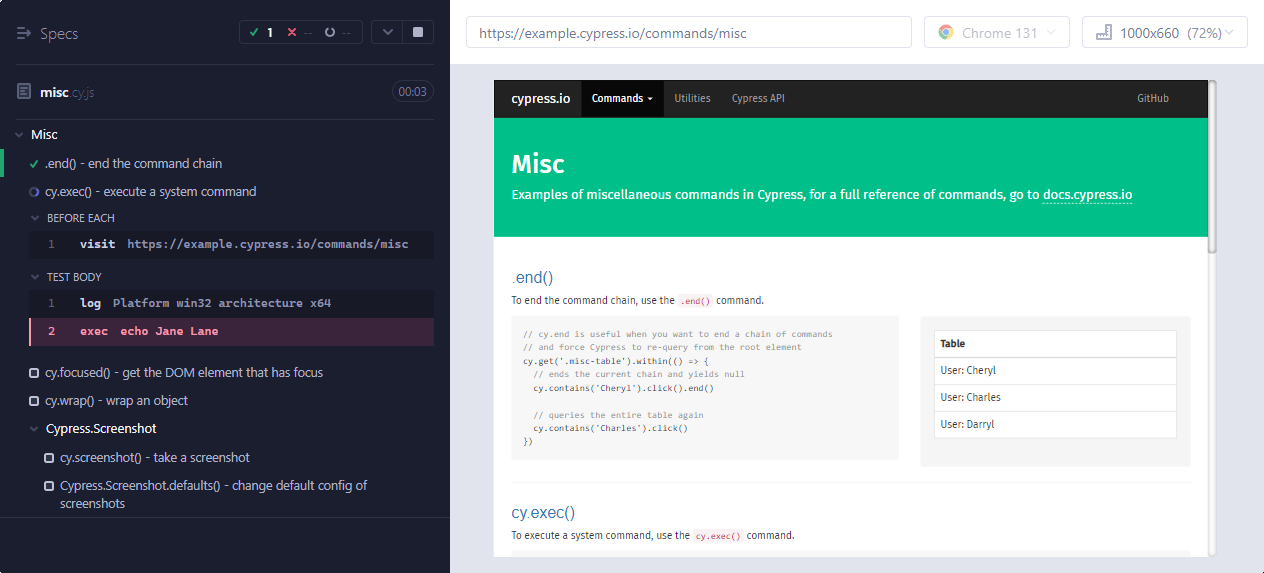 Specs
1 -- --
misc.cy.js
00:03
Misc
.end() - end the command chain
cy.exec() - execute a system command
BEFORE EACH
1 visit https://example.cypress.io/commands/misc
TEST BODY
1 log Platform win32 architecture x64
2 exec echo Jane Lane
cy.focused() - get the DOM element that has focus
cy.wrap() - wrap an object
Cypress.Screenshot
cy.screenshot() - take a screenshot
Cypress.Screenshot.defaults() - change default config of
screenshots
https://example.cypress.io/commands/misc
Chrome 131
1000x660 (72%)
cypress.io Commands Utilities Cypress API GitHub
Misc
Examples of miscellaneous commands in Cypress, for a full reference of commands, go to docs.cypress.io
.end()
To end the command chain, use the .end() command.
// cy.end is useful when you want to end a chain of commands
// and force Cypress to re-query from the root element
cy.get('.misc-table').within(() => {
// ends the current chain and yields null
cy.contains('Cheryl').click().end()
// queries the entire table again
cy.contains('Charles').click()
})
Table
User: Cheryl
User: Charles
User: Darryl
cy.exec()
To execute a system command, use the cy.exec() command.